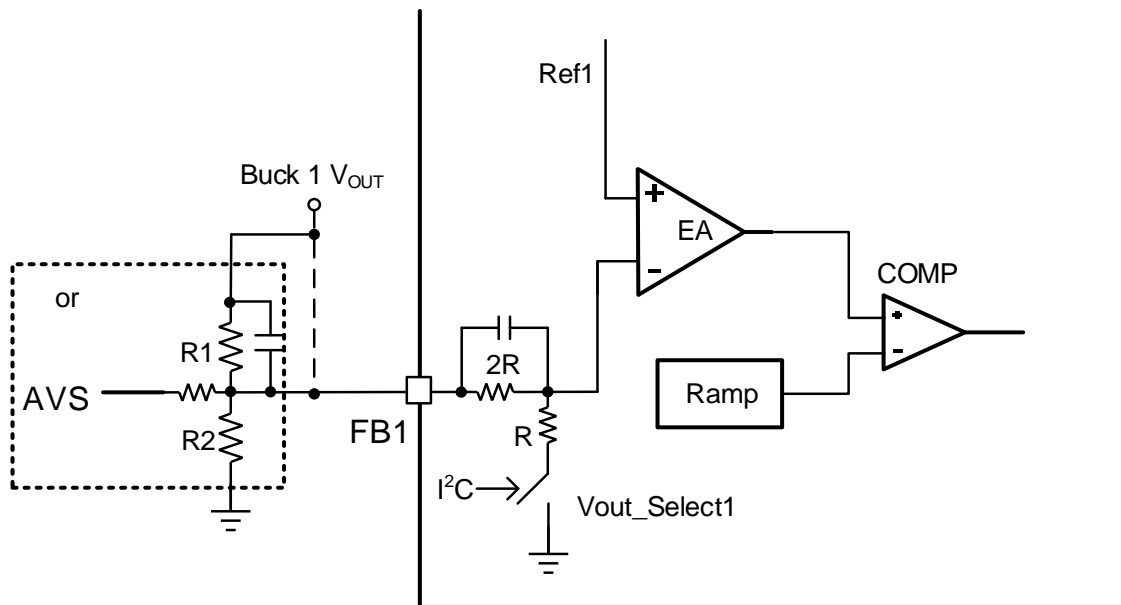 Ref1
Buck 1 VOUT
+
EA
-
COMP
or
+
R1
-
2R
Ramp
AVS
FB1
R2
R
I²C
Vout_Select1